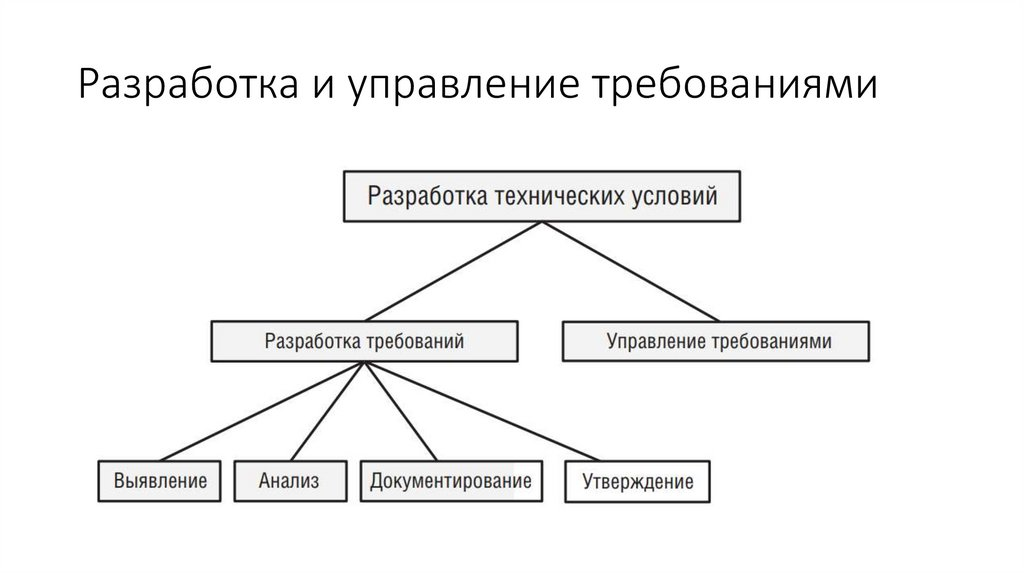 Разработка и управление требованиями
Разработка технических условий
Разработка требований
Управление требованиями
Выявление
Анализ
Документирование
Утверждение